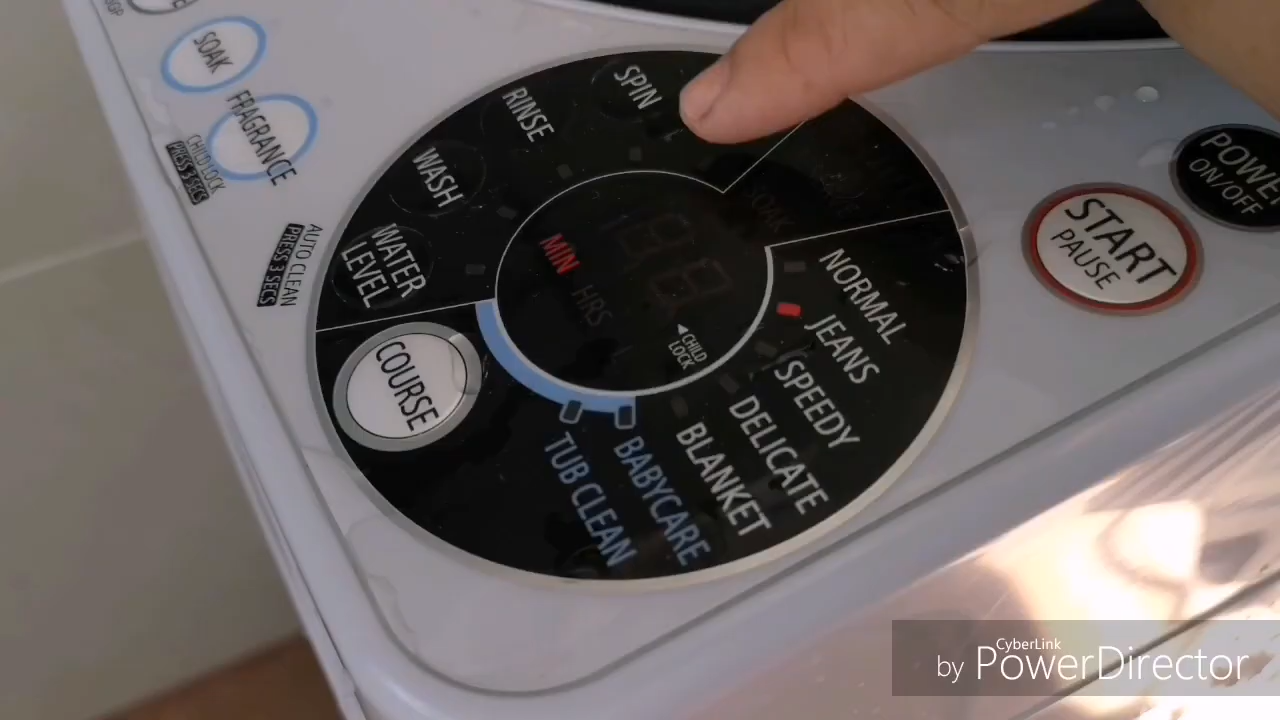 SOAK
FRAGRANCE
CHILD LOCK
PRESS 3 SECS
AUTO CLEAN
PRESS 3 SECS
SPIN
RINSE
WASH
WATER
LEVEL
COURSE
SOAK
MIN
HRS
◀CHILD
LOCK
NORMAL
JEANS
SPEEDY
DELICATE
BLANKET
BABYCARE
TUB CLEAN
START
PAUSE
POWER
ON/OFF
CyberLink
by PowerDirector